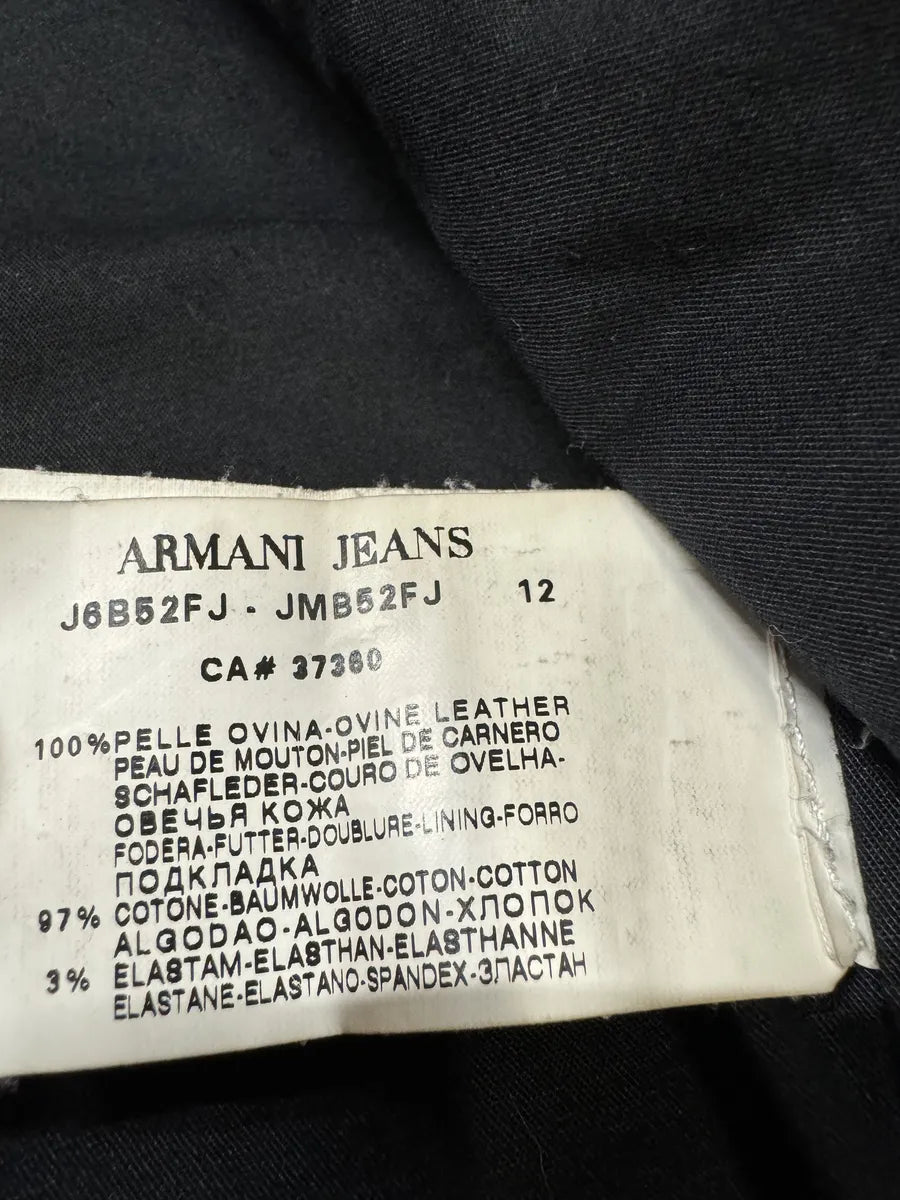 ARMANI JEANS
J6B52FJ - JMB52FJ 12
CA# 37360
100% PELLE OVINA-OVINE LEATHER
PEAU DE MOUTON-PIEL DE CARNERO
SCHAFLEDER-COURO DE OVELHA-
ОВЕЧЬЯ КОЖА
FODERA-FUTTER-DOUBLURE-LINING-FORRO
ПОДКЛАДКА
97% COTONE-BAUMWOLLE-COTON-COTTON
ALGODAO-ALGODON-ХЛОПОК
3% ELASTAM-ELASTHAN-ELASTHANNE
ELASTANE-ELASTANO-SPANDEX-ЭЛАСТАН